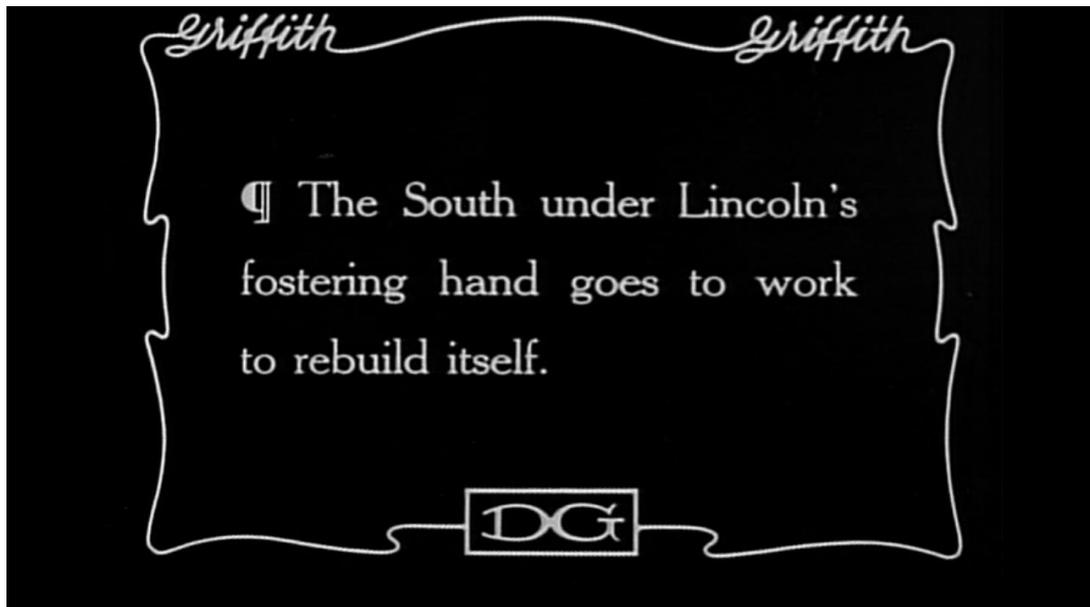 Griffith Griffith
¶ The South under Lincoln's
fostering hand goes to work
to rebuild itself.
DG